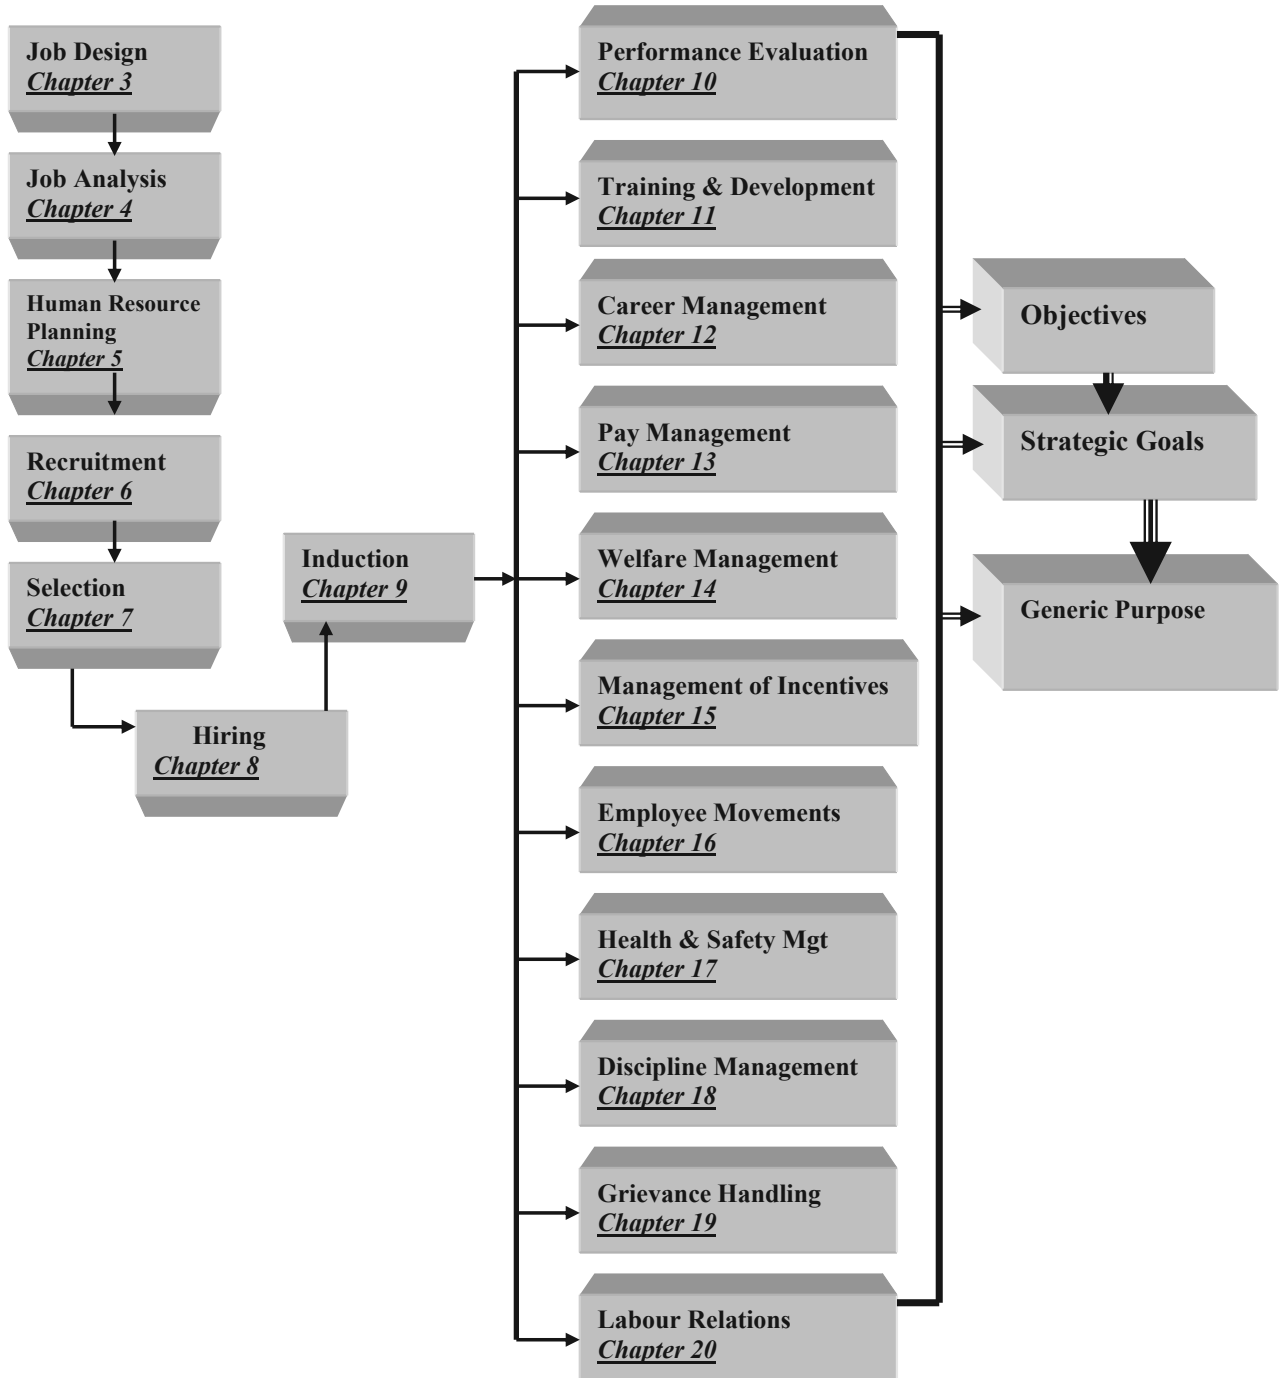 Job Design
Chapter 3
Job Analysis
Chapter 4
Human Resource
Planning
Chapter 5
Recruitment
Chapter 6
Selection
Chapter 7
Hiring
Chapter 8
Induction
Chapter 9
Performance Evaluation
Chapter 10
Training & Development
Chapter 11
Career Management
Chapter 12
Pay Management
Chapter 13
Welfare Management
Chapter 14
Management of Incentives
Chapter 15
Employee Movements
Chapter 16
Health & Safety Mgt
Chapter 17
Discipline Management
Chapter 18
Grievance Handling
Chapter 19
Labour Relations
Chapter 20
Objectives
Strategic Goals
Generic Purpose